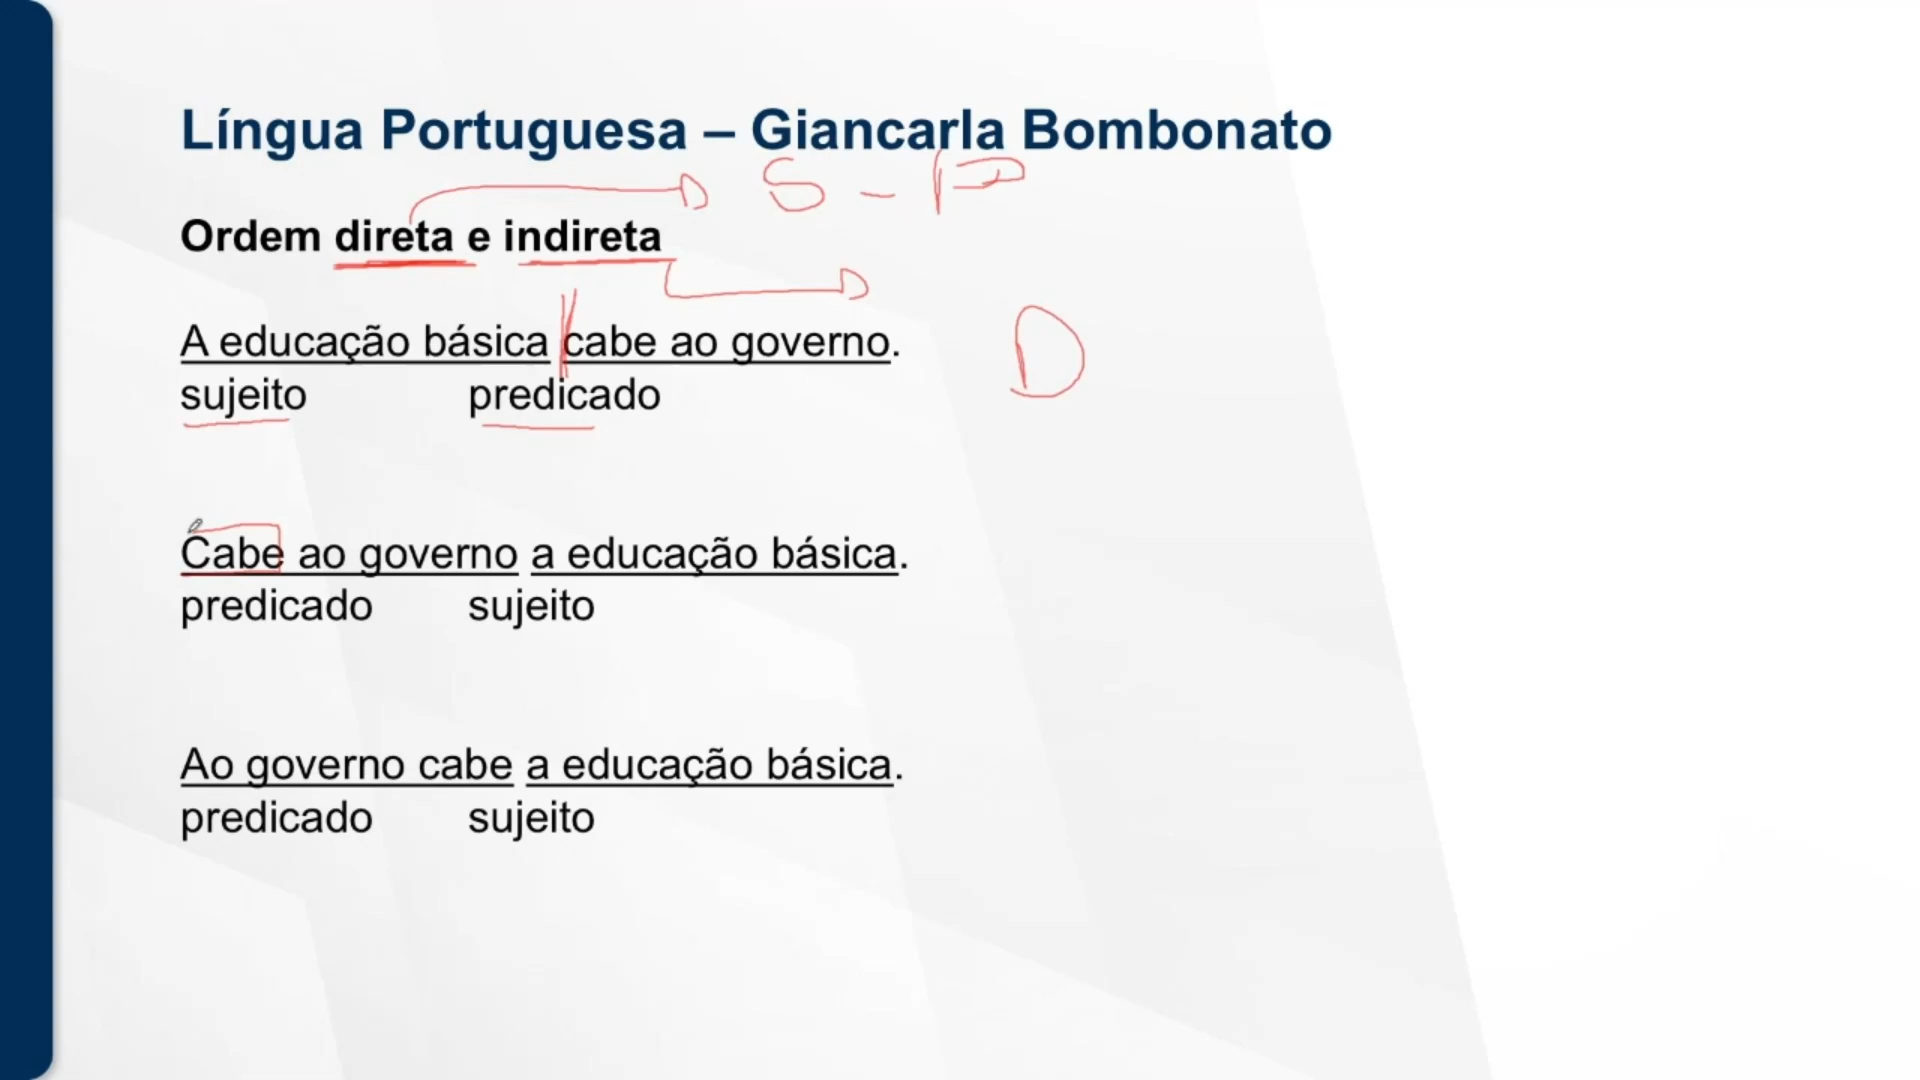 Língua Portuguesa – Giancarla Bombonato
S - P
Ordem direta e indireta
A educação básica cabe ao governo.
D
sujeito predicado
Cabe ao governo a educação básica.
predicado sujeito
Ao governo cabe a educação básica.
predicado sujeito